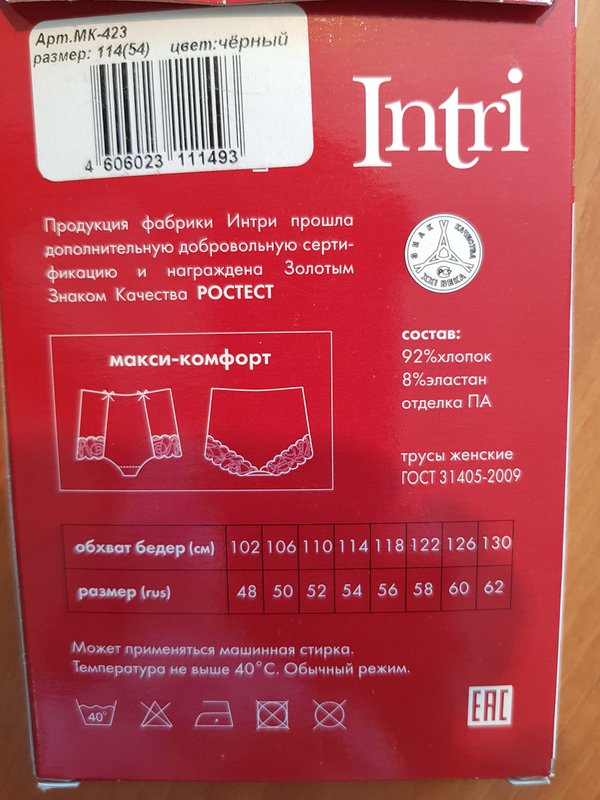 Арт.МК-423
размер: 114(54) цвет:чёрный
4 606023 111493
Intri
Продукция фабрики Интри прошла
дополнительную добровольную серти-
фикацию и награждена Золотым
Знаком Качества РОСТЕСТ
ЗНАК КАЧЕСТВА
РСТ
XXI ВЕКА
макси-комфорт
состав:
92%хлопок
8%эластан
отделка ПА
трусы женские
ГОСТ 31405-2009
обхват бедер (см) 102 106 110 114 118 122 126 130
размер (rus) 48 50 52 54 56 58 60 62
Может применяться машинная стирка.
Температура не выше 40°С. Обычный режим.
40°
ЕАС